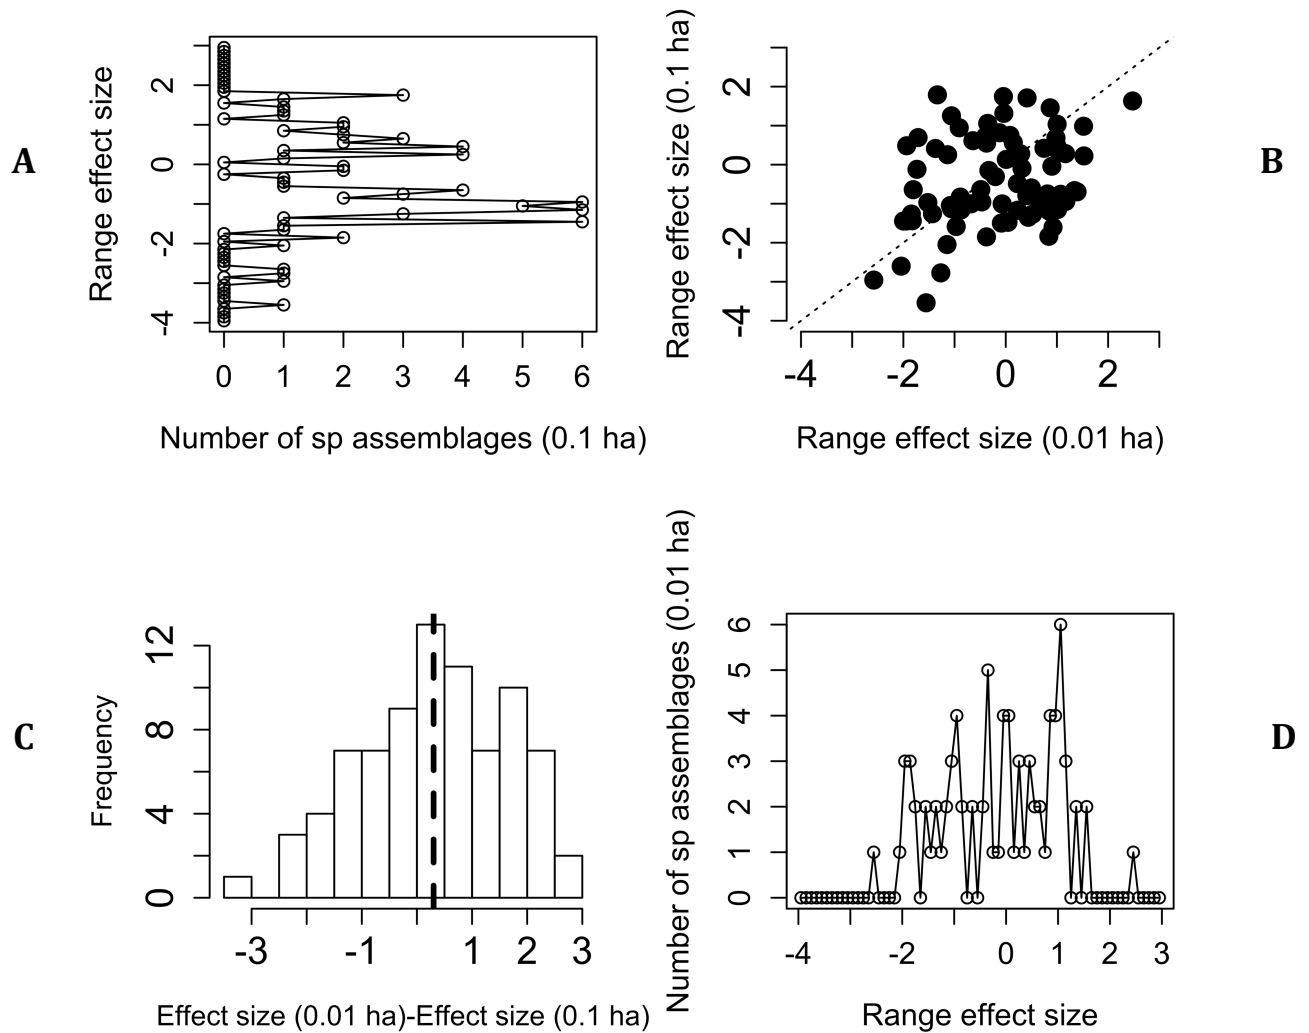 A
Range effect size
2
0
-2
-4
0 1 2 3 4 5 6
Number of sp assemblages (0.1 ha)
B
Range effect size (0.1 ha)
2
0
-2
-4
-4 -2 0 2
Range effect size (0.01 ha)
C
Frequency
12
8
4
0
-3 -1 1 2 3
Effect size (0.01 ha)-Effect size (0.1 ha)
D
Number of sp assemblages (0.01 ha)
6
5
4
3
2
1
0
-4 -2 0 1 2 3
Range effect size